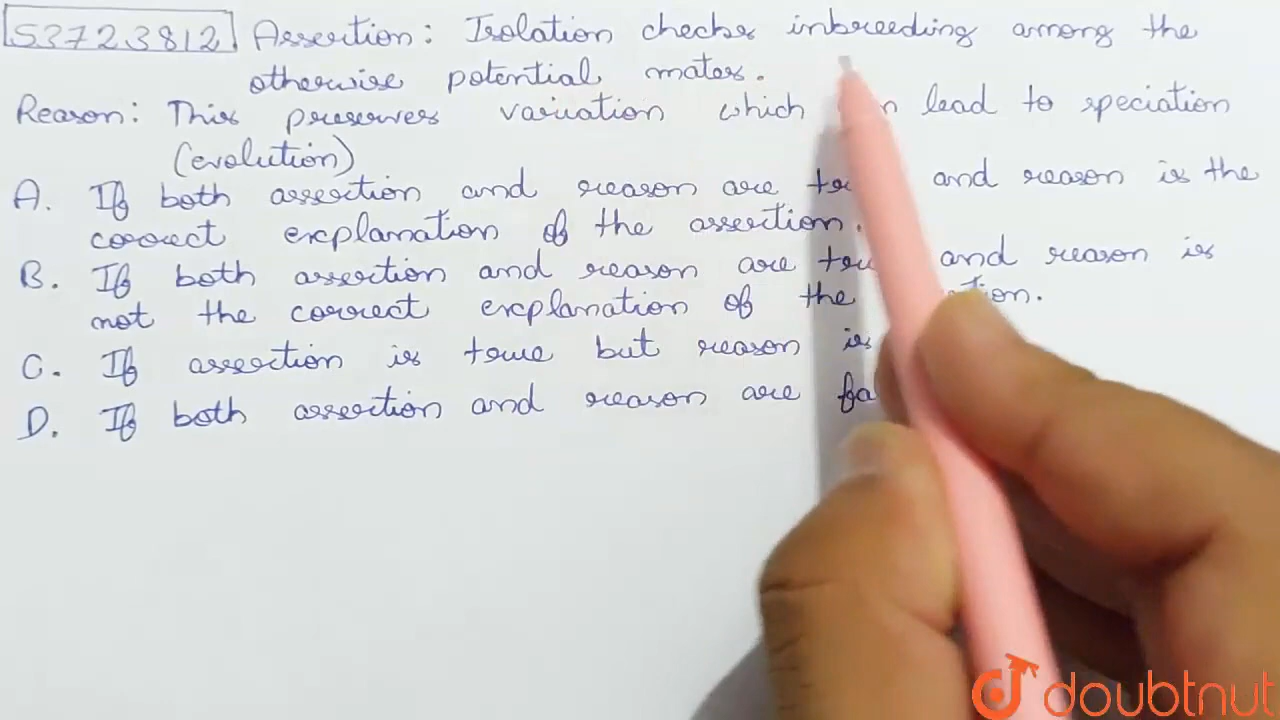 53723812 Assertion: Isolation checks inbreeding among the
otherwise potential mates.
Reason: This preserves variation which lead to speciation
(evolution)
A. If both assertion and reason are and reason is the
correct explanation of the assertion.
B. If both assertion and reason are and reason is
not the correct explanation of the
C. If assertion is true but reason is
D. If both assertion and reason are
doubtnut